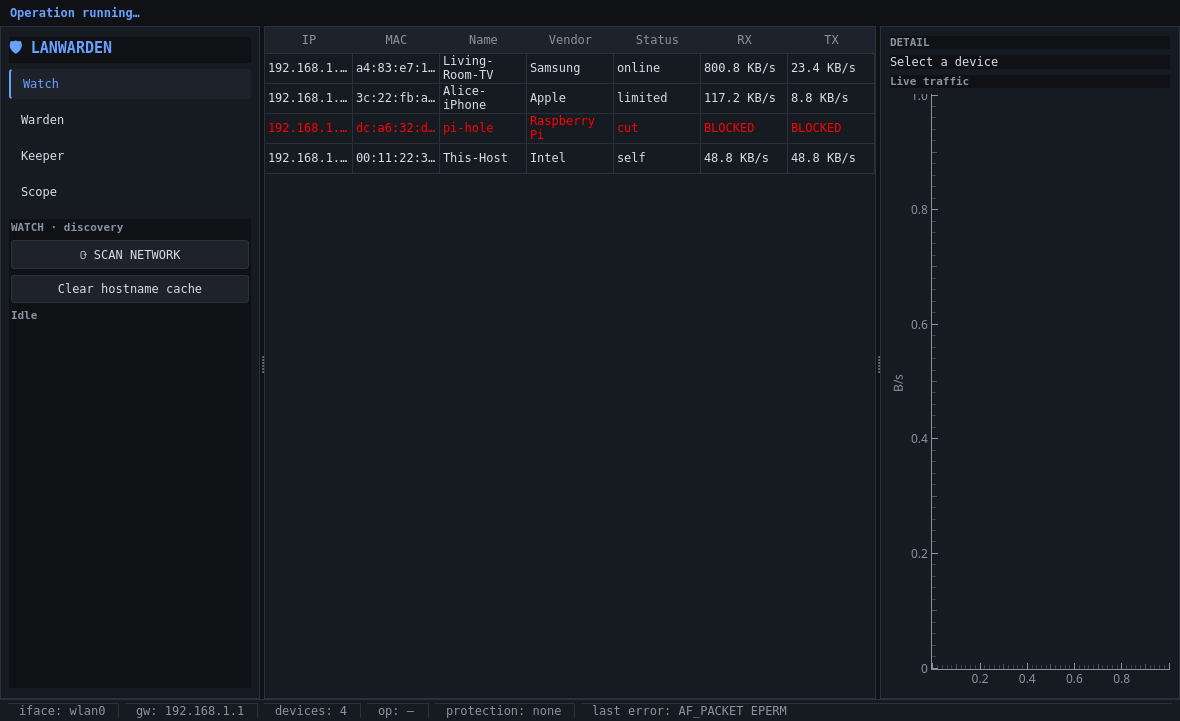 Operation running…
LANWARDEN
Watch
Warden
Keeper
Scope
WATCH · discovery
SCAN NETWORK
Clear hostname cache
Idle
IP MAC Name Vendor Status RX TX
192.168.1.… a4:83:e7:1… Living-Room-TV Samsung online 800.8 KB/s 23.4 KB/s
192.168.1.… 3c:22:fb:a… Alice-iPhone Apple limited 117.2 KB/s 8.8 KB/s
192.168.1.… dc:a6:32:d… pi-hole Raspberry Pi cut BLOCKED BLOCKED
192.168.1.… 00:11:22:3… This-Host Intel self 48.8 KB/s 48.8 KB/s
DETAIL
Select a device
Live traffic
1.0
0.8
0.6
B/s
0.4
0.2
0
0.2 0.4 0.6 0.8
iface: wlan0 gw: 192.168.1.1 devices: 4 op: — protection: none last error: AF_PACKET EPERM